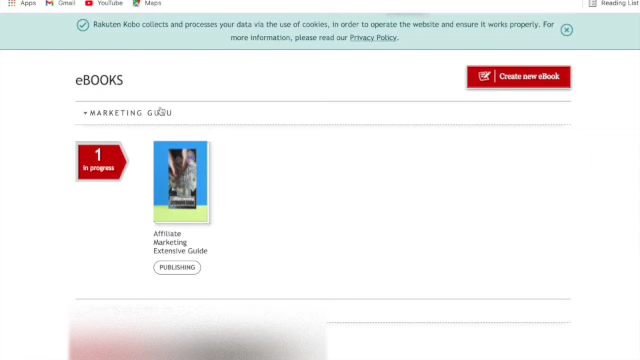 Apps Gmail YouTube Maps Reading List
Rakuten Kobo collects and processes your data via the use of cookies, in order to operate the website and ensure it works properly. For
more information, please read our Privacy Policy.
eBOOKS
Create new eBook
MARKETING GURU
1
In progress
Affiliate
Marketing
Extensive Guide
PUBLISHING